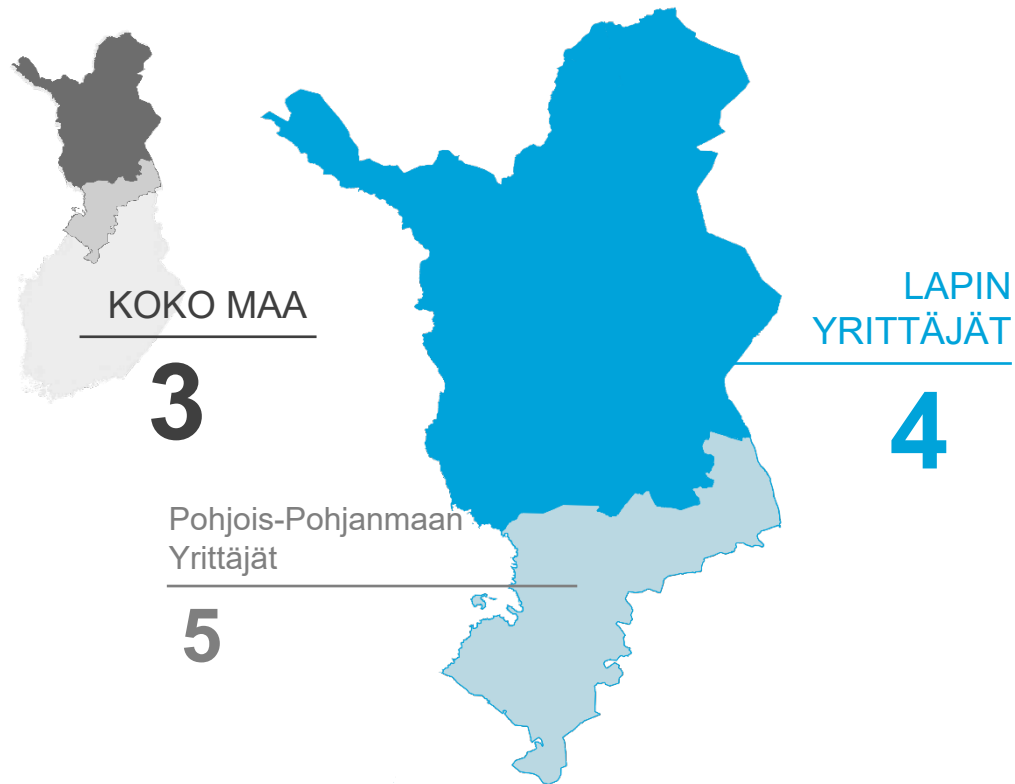 KOKO MAA
3
LAPIN
YRITTÄJÄT
4
Pohjois-Pohjanmaan
Yrittäjät
5